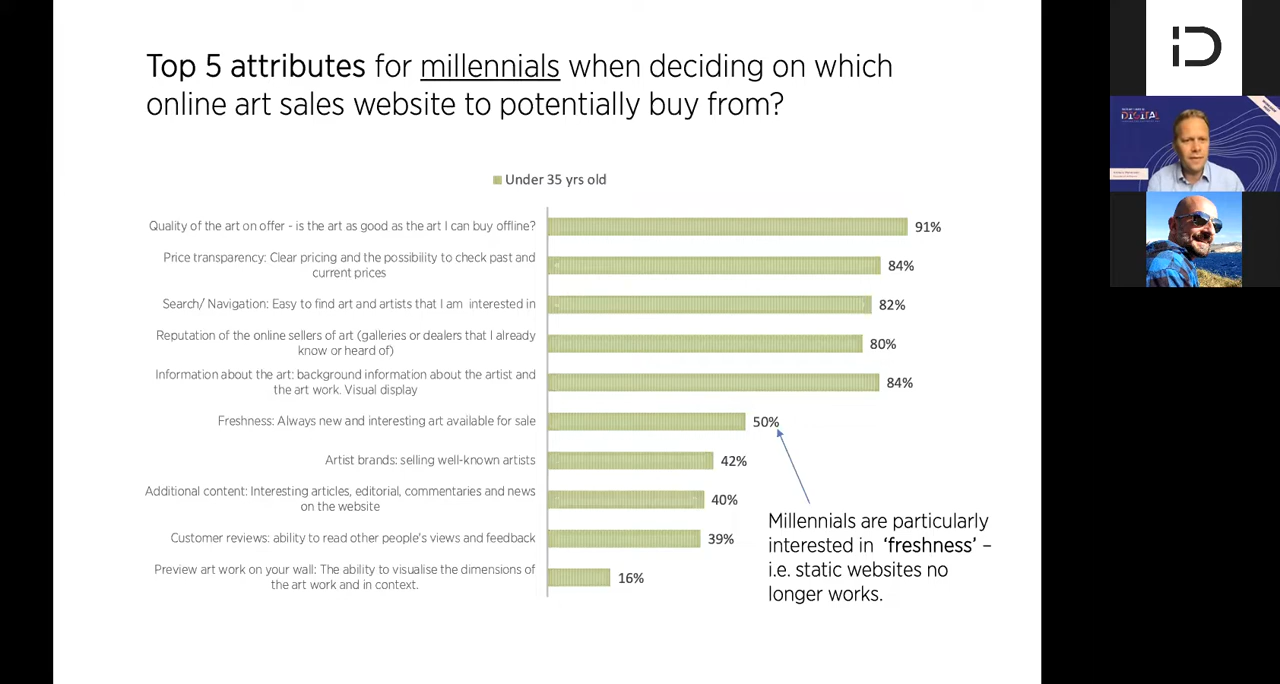 Top 5 attributes for millennials when deciding on which
online art sales website to potentially buy from?
Under 35 yrs old
Quality of the art on offer - is the art as good as the art I can buy offline?
91%
Price transparency: Clear pricing and the possibility to check past and
current prices
84%
Search/ Navigation: Easy to find art and artists that I am interested in
82%
Reputation of the online sellers of art (galleries or dealers that I already
know or heard of)
80%
Information about the art: background information about the artist and
the art work. Visual display
84%
Freshness: Always new and interesting art available for sale
50%
Artist brands: selling well-known artists
42%
Additional content: Interesting articles, editorial, commentaries and news
on the website
40%
Customer reviews: ability to read other people's views and feedback
39%
Preview art work on your wall: The ability to visualise the dimensions of
the art work and in context.
16%
Millennials are particularly
interested in 'freshness' –
i.e. static websites no
longer works.
DIGITAL